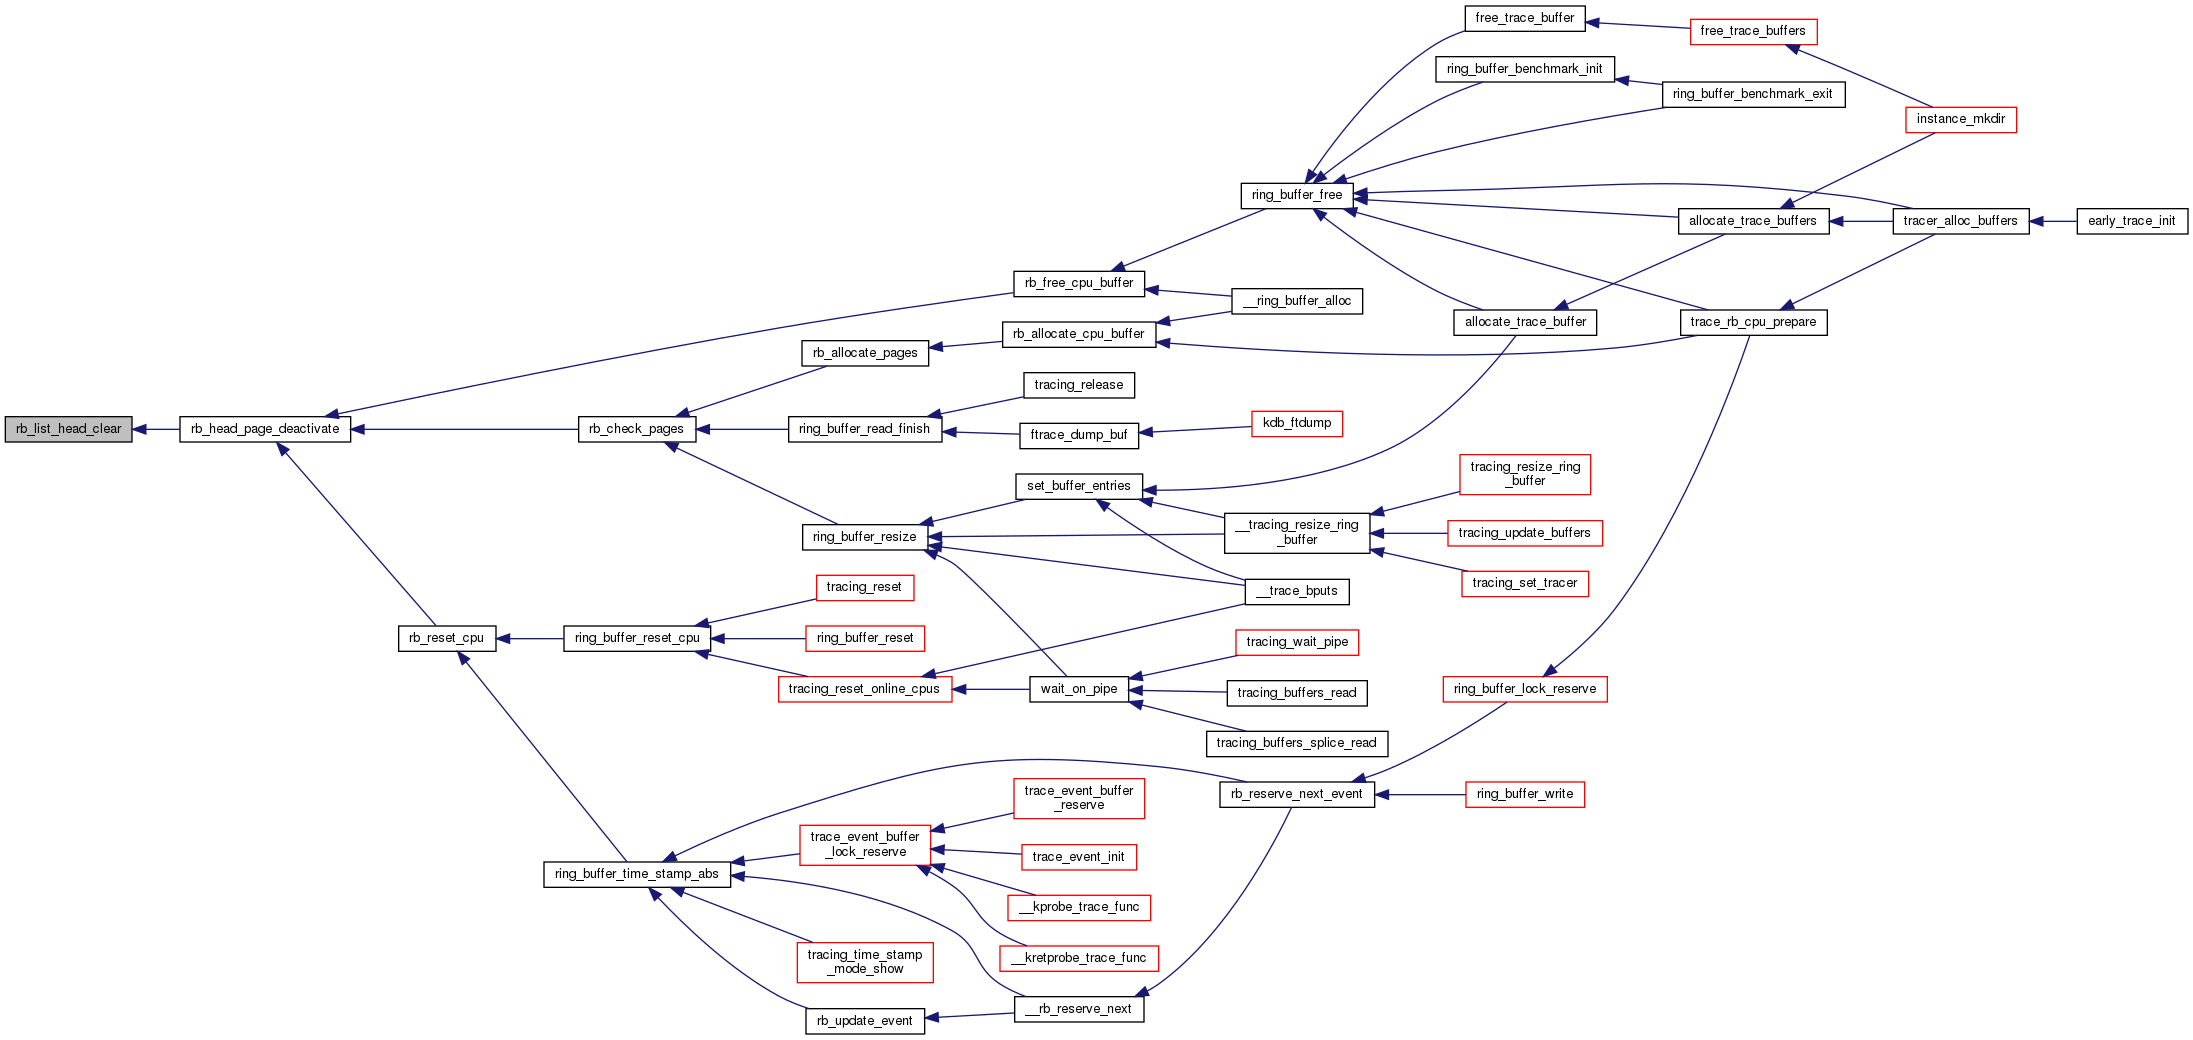 free_trace_buffer
free_trace_buffers
ring_buffer_benchmark_init
ring_buffer_benchmark_exit
instance_mkdir
ring_buffer_free
allocate_trace_buffers
tracer_alloc_buffers
early_trace_init
rb_free_cpu_buffer
__ring_buffer_alloc
allocate_trace_buffer
trace_rb_cpu_prepare
rb_allocate_cpu_buffer
rb_allocate_pages
tracing_release
rb_list_head_clear
rb_head_page_deactivate
rb_check_pages
ring_buffer_read_finish
ftrace_dump_buf
kdb_ftdump
set_buffer_entries
tracing_resize_ring
_buffer
ring_buffer_resize
__tracing_resize_ring
_buffer
tracing_update_buffers
tracing_set_tracer
__trace_bputs
tracing_reset
rb_reset_cpu
ring_buffer_reset_cpu
ring_buffer_reset
tracing_wait_pipe
tracing_reset_online_cpus
wait_on_pipe
tracing_buffers_read
ring_buffer_lock_reserve
tracing_buffers_splice_read
trace_event_buffer
_reserve
rb_reserve_next_event
ring_buffer_write
trace_event_buffer
_lock_reserve
trace_event_init
ring_buffer_time_stamp_abs
__kprobe_trace_func
tracing_time_stamp
_mode_show
__kretprobe_trace_func
rb_update_event
__rb_reserve_next